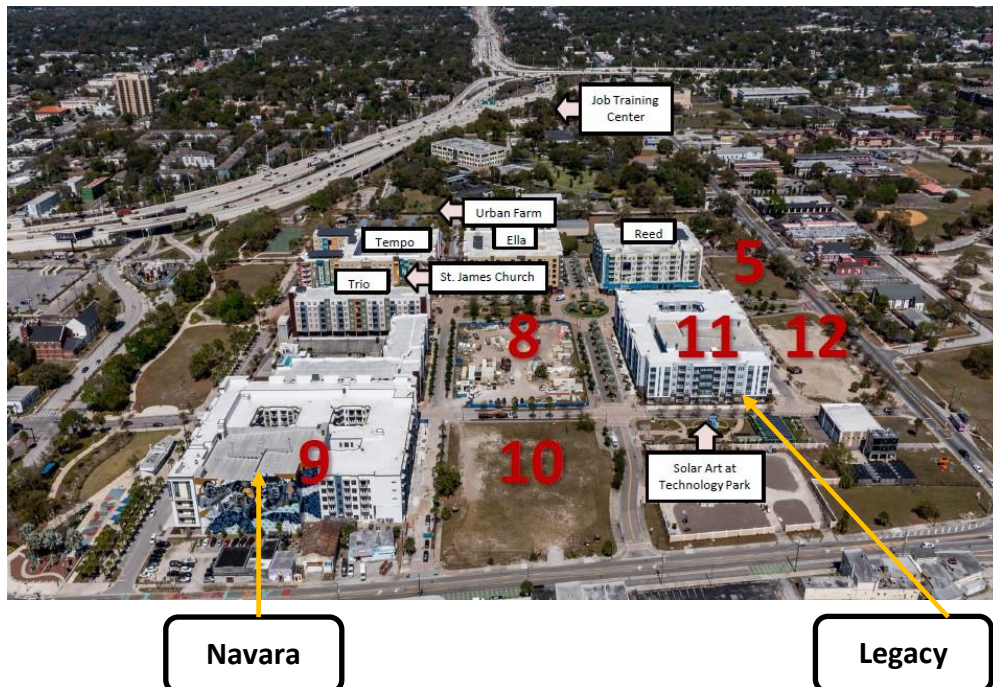 Job Training
Center
Urban Farm
Tempo
Ella
Reed
St. James Church
Trio
5
8
11
12
9
10
Solar Art at
Technology Park
Navara
Legacy